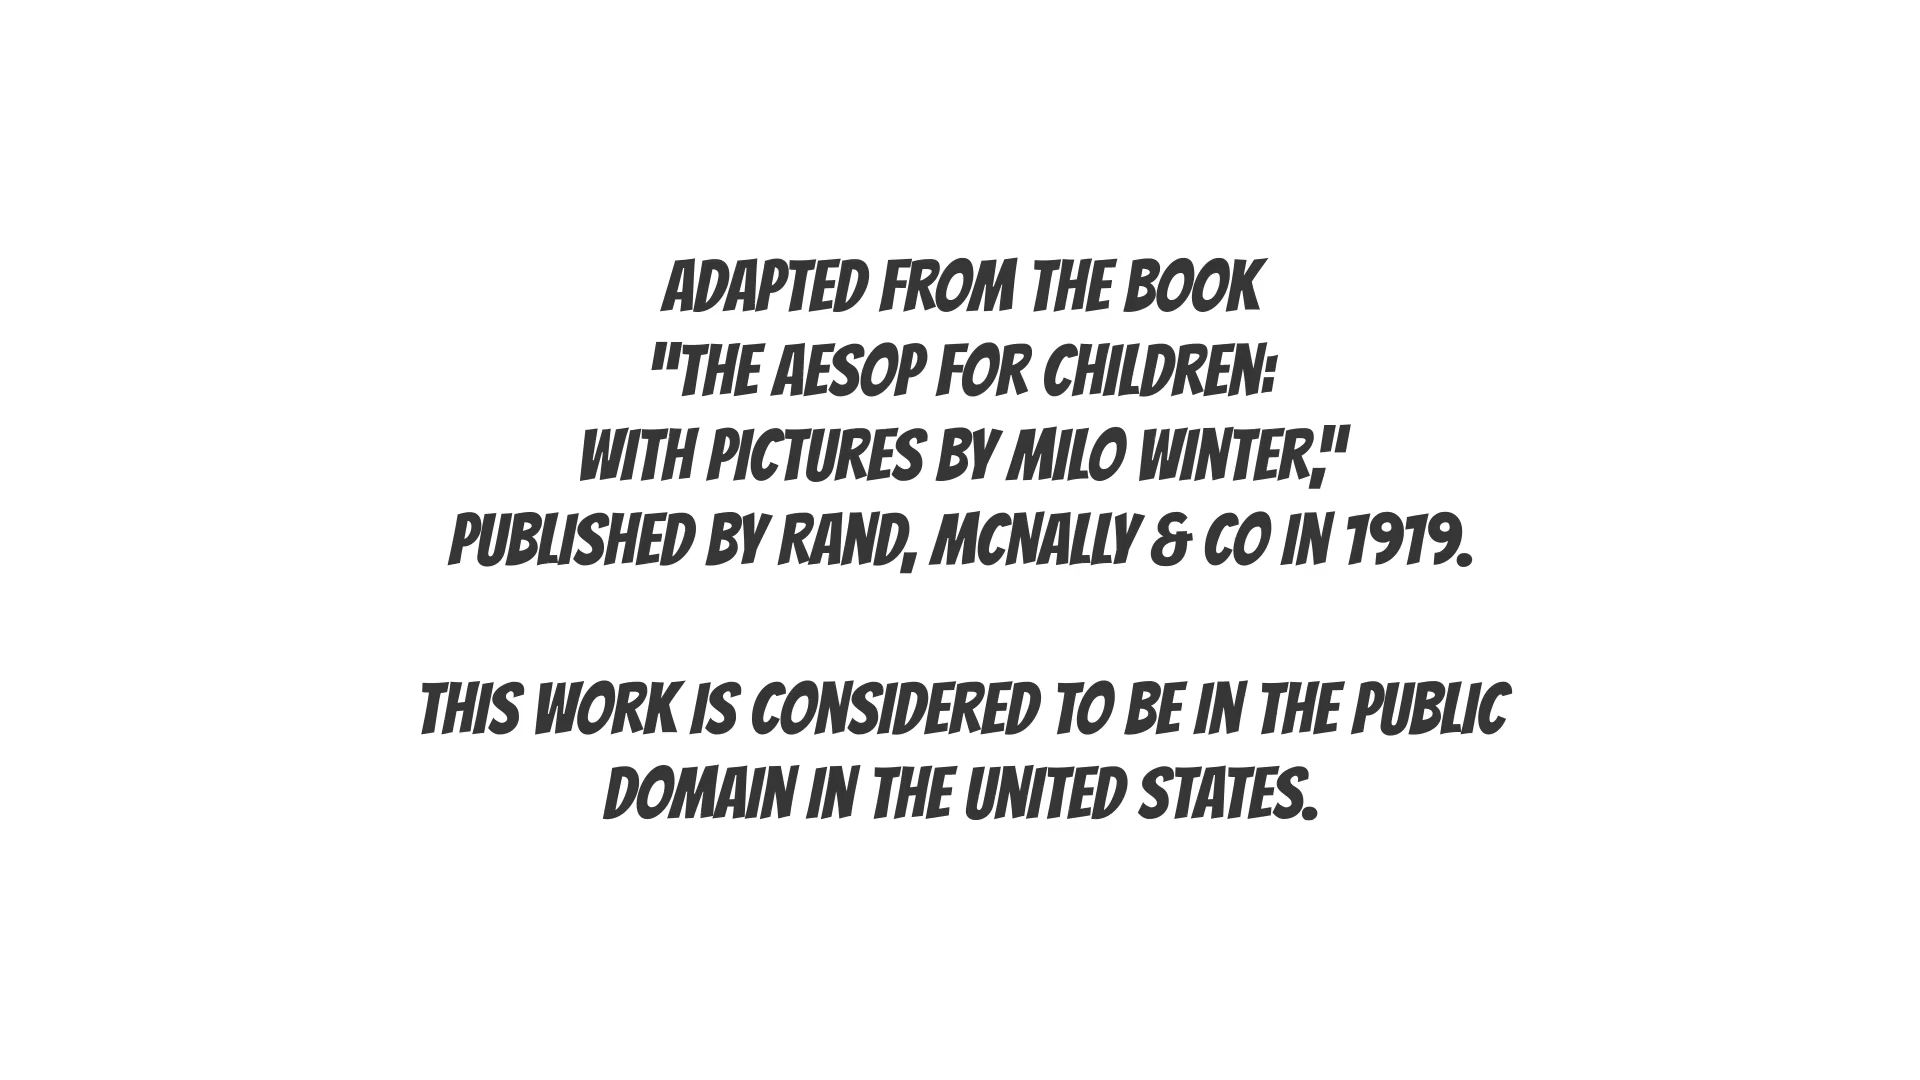 ADAPTED FROM THE BOOK
"THE AESOP FOR CHILDREN:
WITH PICTURES BY MILO WINTER,"
PUBLISHED BY RAND, MCNALLY & CO IN 1919.
THIS WORK IS CONSIDERED TO BE IN THE PUBLIC
DOMAIN IN THE UNITED STATES.